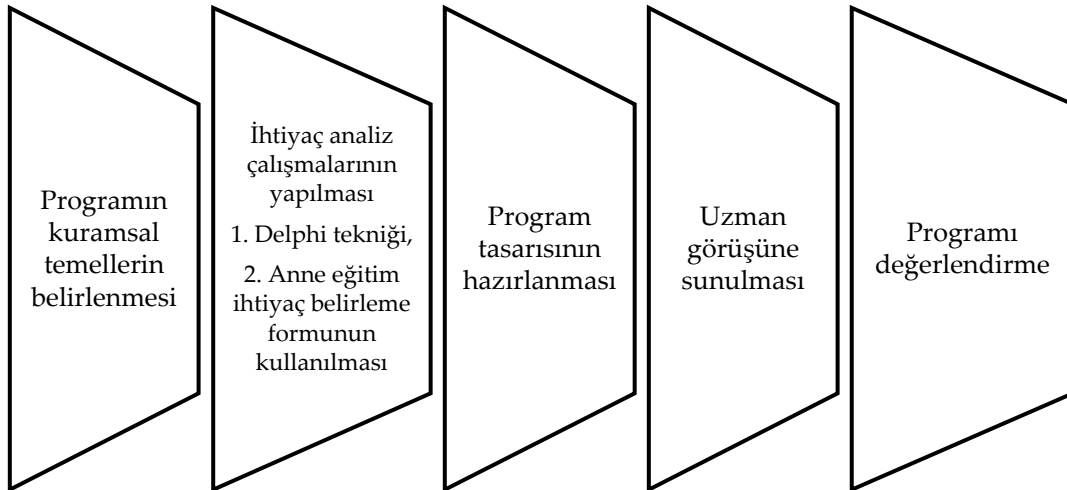 Programın
kuramsal
temellerin
belirlenmesi
İhtiyaç analiz
çalışmalarının
yapılması
1. Delphi tekniği,
2. Anne eğitim
ihtiyaç belirleme
formunun
kullanılması
Program
tasarısının
hazırlanması
Uzman
görüşüne
sunulması
Programı
değerlendirme